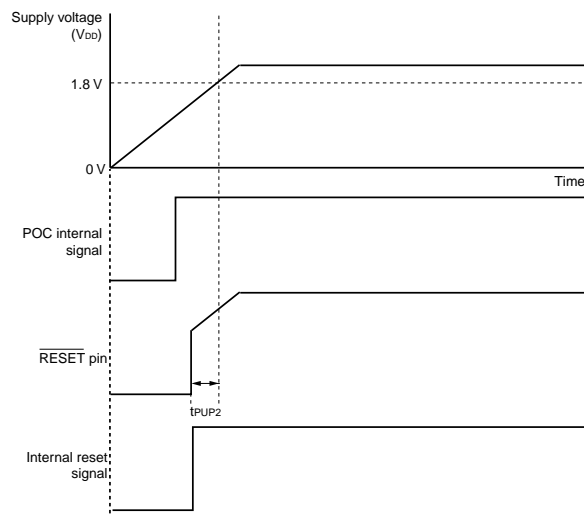 Supply voltage
(VDD)
1.8 V
0 V
Time
POC internal
signal
RESET pin
tPUP2
Internal reset
signal